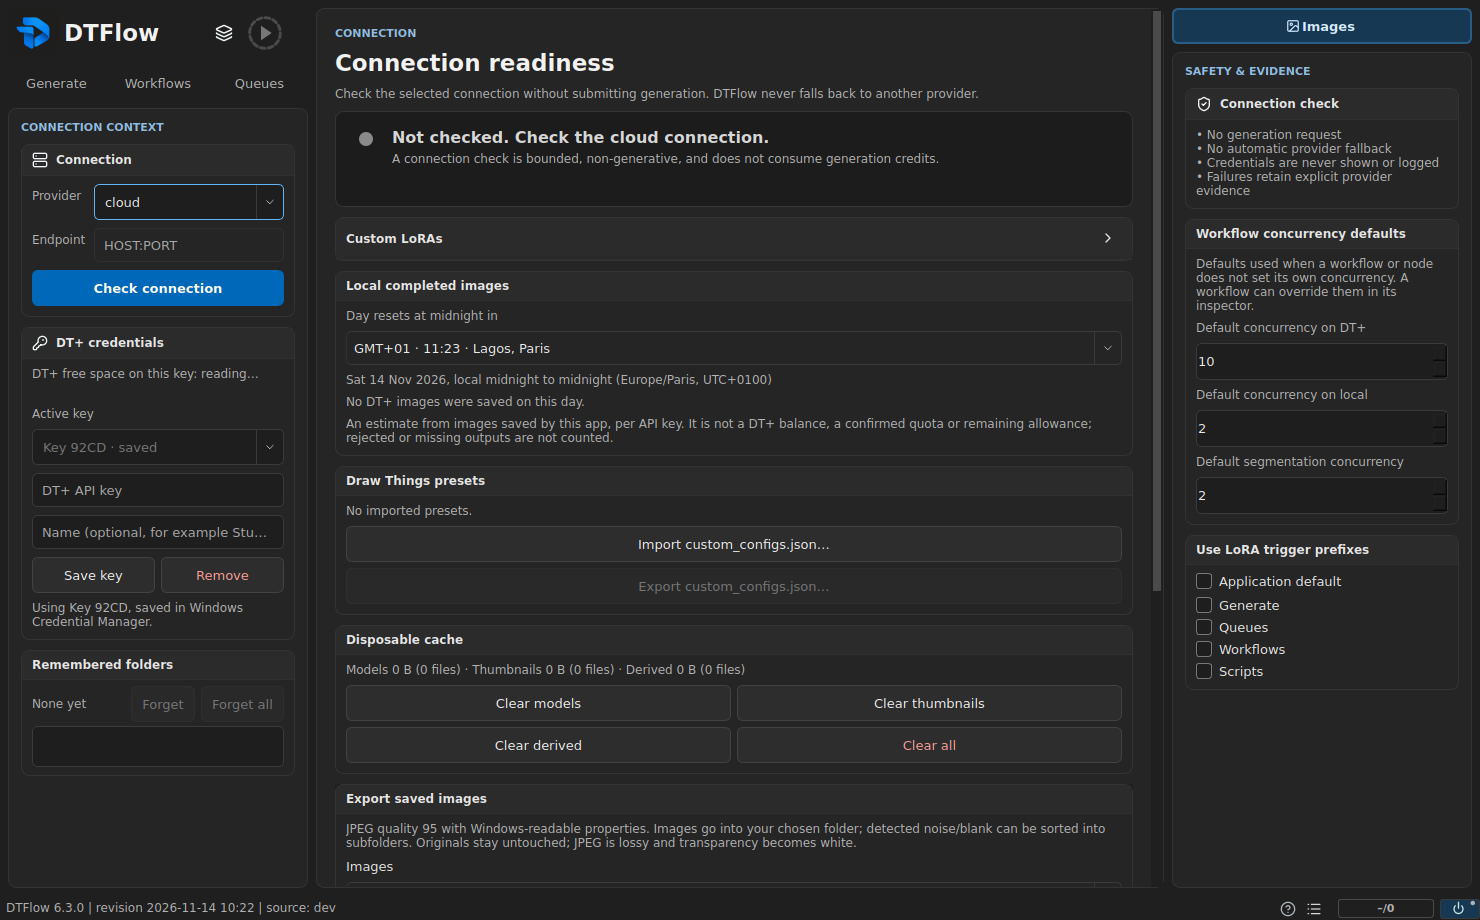 DTFlow
Generate Workflows Queues
CONNECTION CONTEXT
Connection
Provider cloud
Endpoint HOST:PORT
Check connection
DT+ credentials
DT+ free space on this key: reading...
Active key
Key 92CD · saved
DT+ API key
Name (optional, for example Stu...
Save key Remove
Using Key 92CD, saved in Windows
Credential Manager.
Remembered folders
None yet Forget Forget all
CONNECTION
Connection readiness
Check the selected connection without submitting generation. DTFlow never falls back to another provider.
Not checked. Check the cloud connection.
A connection check is bounded, non-generative, and does not consume generation credits.
Custom LoRAs
Local completed images
Day resets at midnight in
GMT+01 · 11:23 · Lagos, Paris
Sat 14 Nov 2026, local midnight to midnight (Europe/Paris, UTC+0100)
No DT+ images were saved on this day.
An estimate from images saved by this app, per API key. It is not a DT+ balance, a confirmed quota or remaining allowance;
rejected or missing outputs are not counted.
Draw Things presets
No imported presets.
Import custom_configs.json...
Export custom_configs.json...
Disposable cache
Models 0 B (0 files) · Thumbnails 0 B (0 files) · Derived 0 B (0 files)
Clear models Clear thumbnails
Clear derived Clear all
Export saved images
JPEG quality 95 with Windows-readable properties. Images go into your chosen folder; detected noise/blank can be sorted into
subfolders. Originals stay untouched; JPEG is lossy and transparency becomes white.
Images
Images
SAFETY & EVIDENCE
Connection check
• No generation request
• No automatic provider fallback
• Credentials are never shown or logged
• Failures retain explicit provider
evidence
Workflow concurrency defaults
Defaults used when a workflow or node
does not set its own concurrency. A
workflow can override them in its
inspector.
Default concurrency on DT+
10
Default concurrency on local
2
Default segmentation concurrency
2
Use LoRA trigger prefixes
Application default
Generate
Queues
Workflows
Scripts
DTFlow 6.3.0 | revision 2026-11-14 10:22 | source: dev
–/0